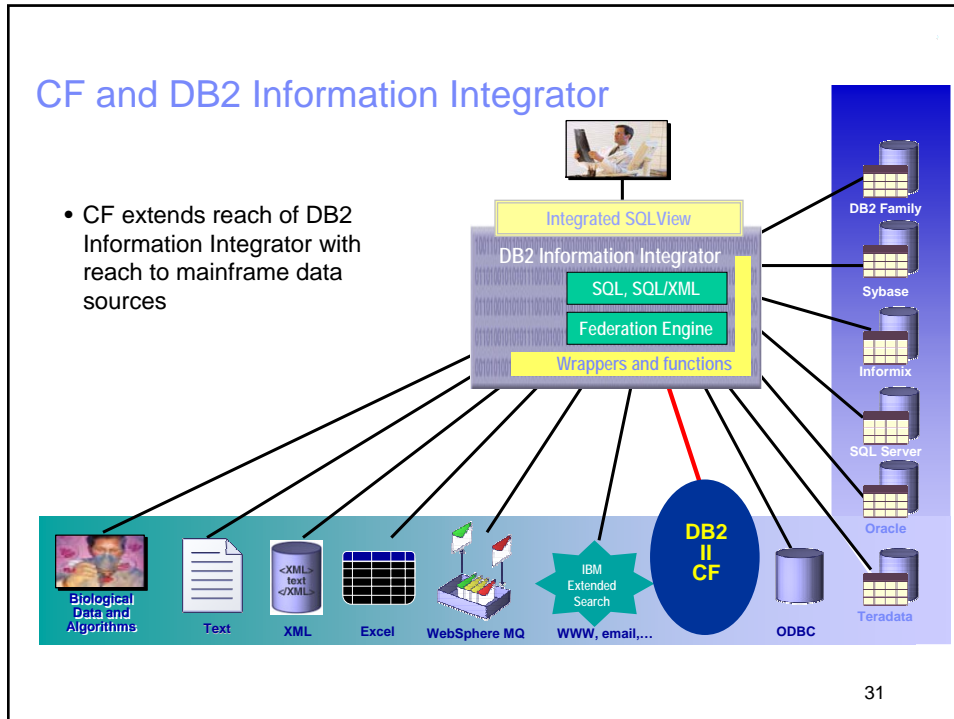 CF and DB2 Information Integrator
• CF extends reach of DB2
Information Integrator with
reach to mainframe data
sources
Integrated SQLView
DB2 Information Integrator
SQL, SQL/XML
Federation Engine
Wrappers and functions
DB2 Family
Sybase
Informix
SQL Server
Oracle
Teradata
Biological
Data and
Algorithms
Text
<XML>
text
</XML>
XML
Excel
WebSphere MQ
IBM
Extended
Search
WWW, email,...
DB2
II
CF
ODBC
31